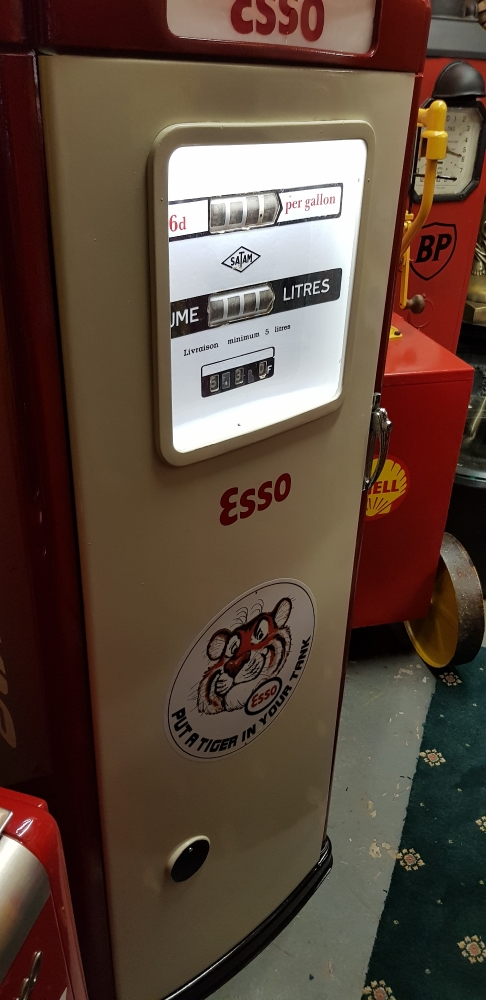 ESSO
6d per gallon
SATAM
UME LITRES
Livraison minimum 5 litres
F
ESSO
ESSO
PUT A TIGER IN YOUR TANK
BP
ELL